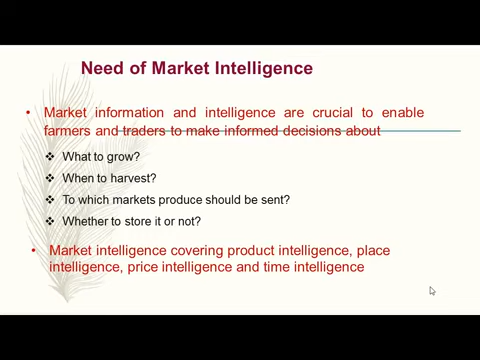 Need of Market Intelligence
• Market information and intelligence are crucial to enable
farmers and traders to make informed decisions about
❖ What to grow?
❖ When to harvest?
❖ To which markets produce should be sent?
❖ Whether to store it or not?
• Market intelligence covering product intelligence, place
intelligence, price intelligence and time intelligence